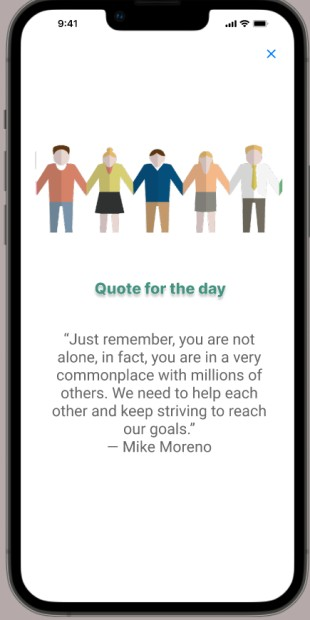 9:41
Quote for the day
“Just remember, you are not
alone, in fact, you are in a very
commonplace with millions of
others. We need to help each
other and keep striving to reach
our goals.”
— Mike Moreno